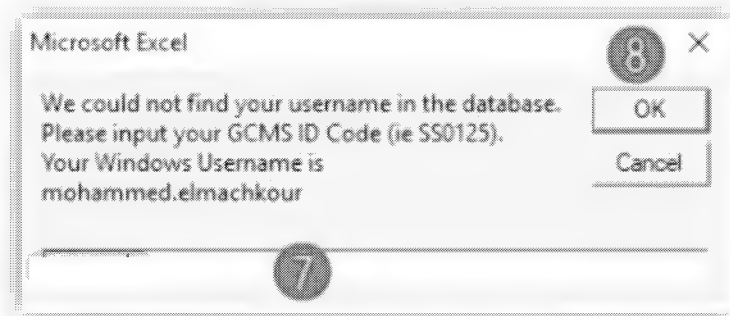 Microsoft Excel
8
We could not find your username in the database.
OK
Please input your GCMS ID Code (ie SS0125).
Your Windows Username is
Cancel
mohammed.elmachkour
7